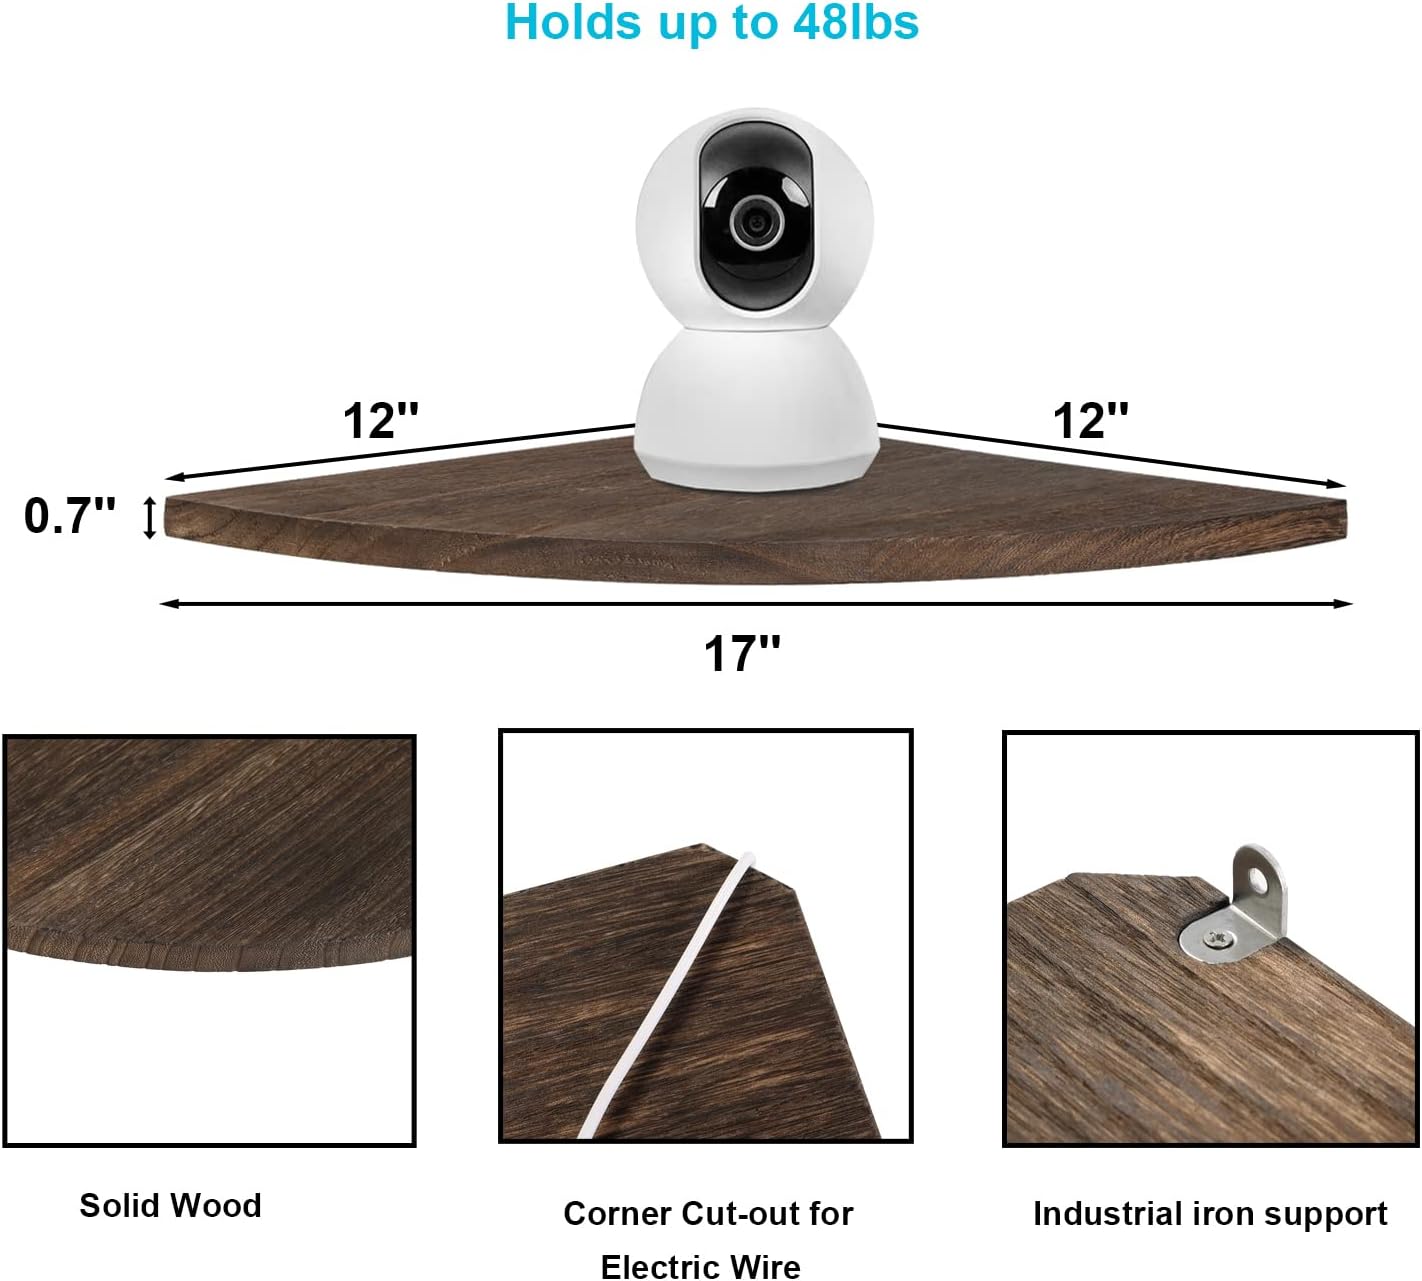 Holds up to 48lbs
12"
12"
0.7"
17"
Solid Wood
Corner Cut-out for
Electric Wire
Industrial iron support